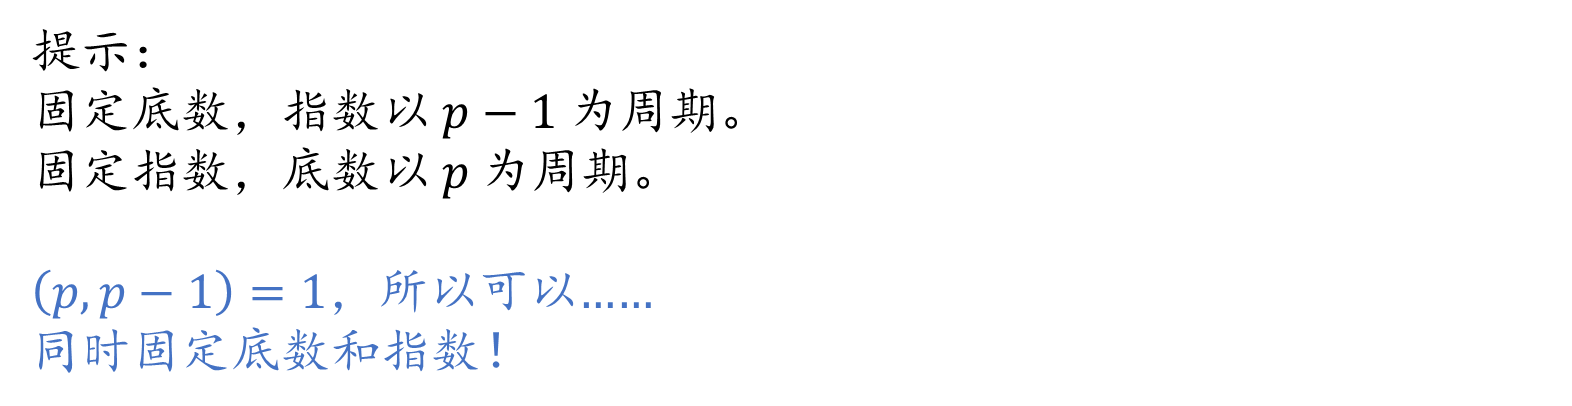 提示：
固定底数，指数以 p − 1 为周期。
固定指数，底数以 p 为周期。
(p, p − 1) = 1，所以可以……
同时固定底数和指数！